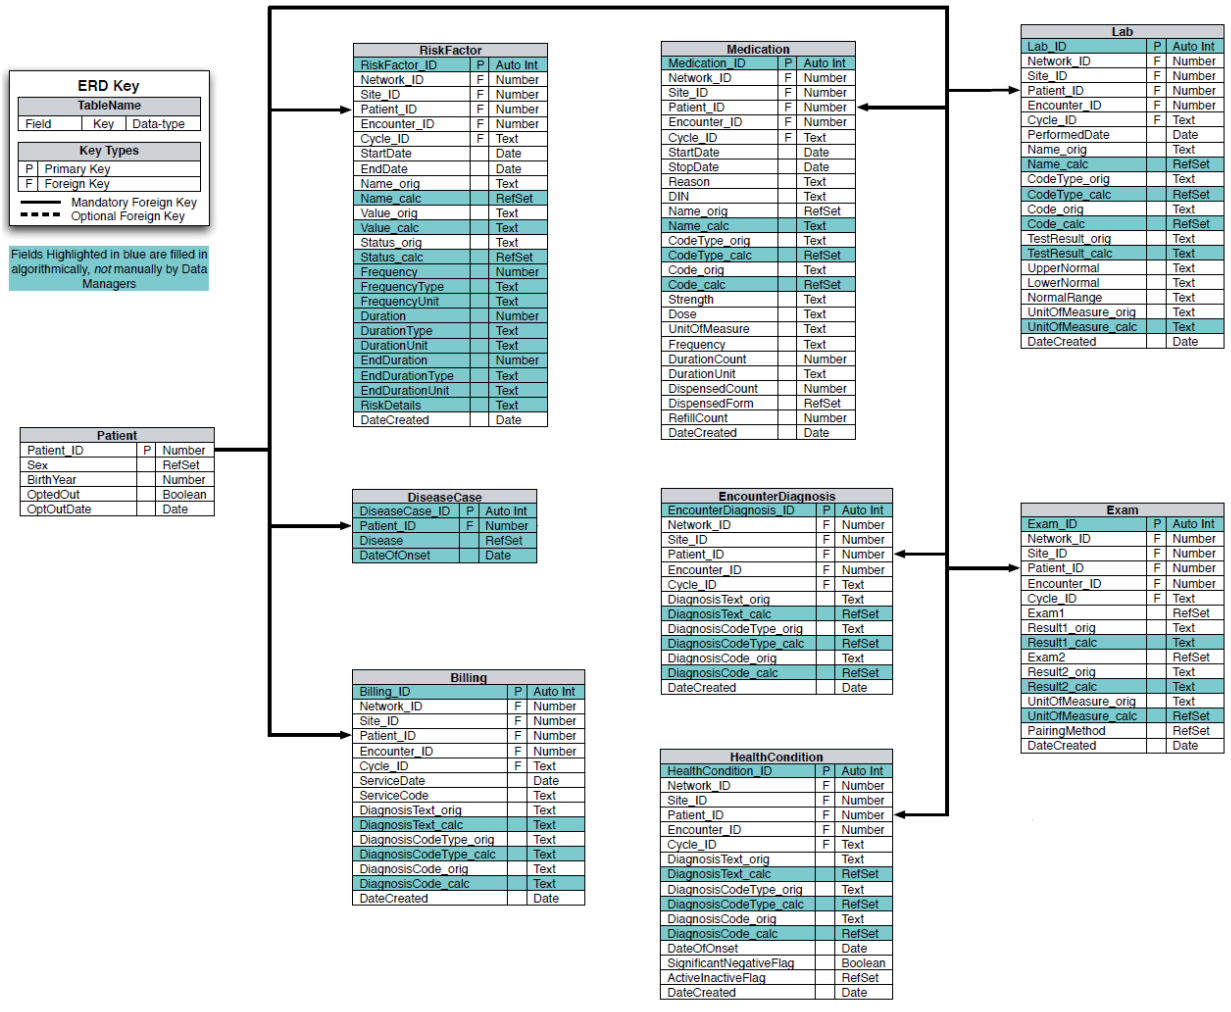 ERD Key
TableName
Field Key Data-type
Key Types
P Primary Key
F Foreign Key
Mandatory Foreign Key
Optional Foreign Key
Fields Highlighted in blue are filled in
algorithmically, not manually by Data
Managers
Patient
Patient_ID P Number
Sex RefSet
BirthYear Number
OptedOut Boolean
OptOutDate Date
RiskFactor
RiskFactor_ID P Auto Int
Network_ID F Number
Site_ID F Number
Patient_ID F Number
Encounter_ID F Number
Cycle_ID F Text
StartDate Date
EndDate Date
Name_orig Text
Name_calc RefSet
Value_orig Text
Value_calc Text
Status_orig Text
Status_calc RefSet
Frequency Number
FrequencyType Text
FrequencyUnit Text
Duration Number
DurationType Text
DurationUnit Text
EndDuration Number
EndDurationType Text
EndDurationUnit Text
RiskDetails Text
DateCreated Date
DiseaseCase
DiseaseCase_ID P Auto Int
Patient_ID F Number
Disease RefSet
DateOfOnset Date
Billing
Billing_ID P Auto Int
Network_ID F Number
Site_ID F Number
Patient_ID F Number
Encounter_ID F Number
Cycle_ID F Text
ServiceDate Date
ServiceCode Text
DiagnosisText_orig Text
DiagnosisText_calc Text
DiagnosisCodeType_orig Text
DiagnosisCodeType_calc Text
DiagnosisCode_orig Text
DiagnosisCode_calc Text
DateCreated Date
Medication
Medication_ID P Auto Int
Network_ID F Number
Site_ID F Number
Patient_ID F Number
Encounter_ID F Number
Cycle_ID F Text
StartDate Date
StopDate Date
Reason Text
DIN Text
Name_orig RefSet
Name_calc Text
CodeType_orig Text
CodeType_calc RefSet
Code_orig Text
Code_calc RefSet
Strength Text
Dose Text
UnitOfMeasure Text
Frequency Text
DurationCount Number
DurationUnit Text
DispensedCount Number
DispensedForm RefSet
RefillCount Number
DateCreated Date
EncounterDiagnosis
EncounterDiagnosis_ID P Auto Int
Network_ID F Number
Site_ID F Number
Patient_ID F Number
Encounter_ID F Number
Cycle_ID F Text
DiagnosisText_orig Text
DiagnosisText_calc RefSet
DiagnosisCodeType_orig Text
DiagnosisCodeType_calc RefSet
DiagnosisCode_orig Text
DiagnosisCode_calc RefSet
DateCreated Date
HealthCondition
HealthCondition_ID P Auto Int
Network_ID F Number
Site_ID F Number
Patient_ID F Number
Encounter_ID F Number
Cycle_ID F Text
DiagnosisText_orig Text
DiagnosisText_calc RefSet
DiagnosisCodeType_orig Text
DiagnosisCodeType_calc RefSet
DiagnosisCode_orig Text
DiagnosisCode_calc RefSet
DateOfOnset Date
SignificantNegativeFlag Boolean
ActiveInactiveFlag RefSet
DateCreated Date
Lab
Lab_ID P Auto Int
Network_ID F Number
Site_ID F Number
Patient_ID F Number
Encounter_ID F Number
Cycle_ID F Text
PerformedDate Date
Name_orig Text
Name_calc RefSet
CodeType_orig Text
CodeType_calc RefSet
Code_orig Text
Code_calc RefSet
TestResult_orig Text
TestResult_calc Text
UpperNormal Text
LowerNormal Text
NormalRange Text
UnitOfMeasure_orig Text
UnitOfMeasure_calc Text
DateCreated Date
Exam
Exam_ID P Auto Int
Network_ID F Number
Site_ID F Number
Patient_ID F Number
Encounter_ID F Number
Cycle_ID F Text
Exam1 RefSet
Result1_orig Text
Result1_calc Text
Exam2 RefSet
Result2_orig Text
Result2_calc Text
UnitOfMeasure_orig Text
UnitOfMeasure_calc RefSet
PairingMethod RefSet
DateCreated Date